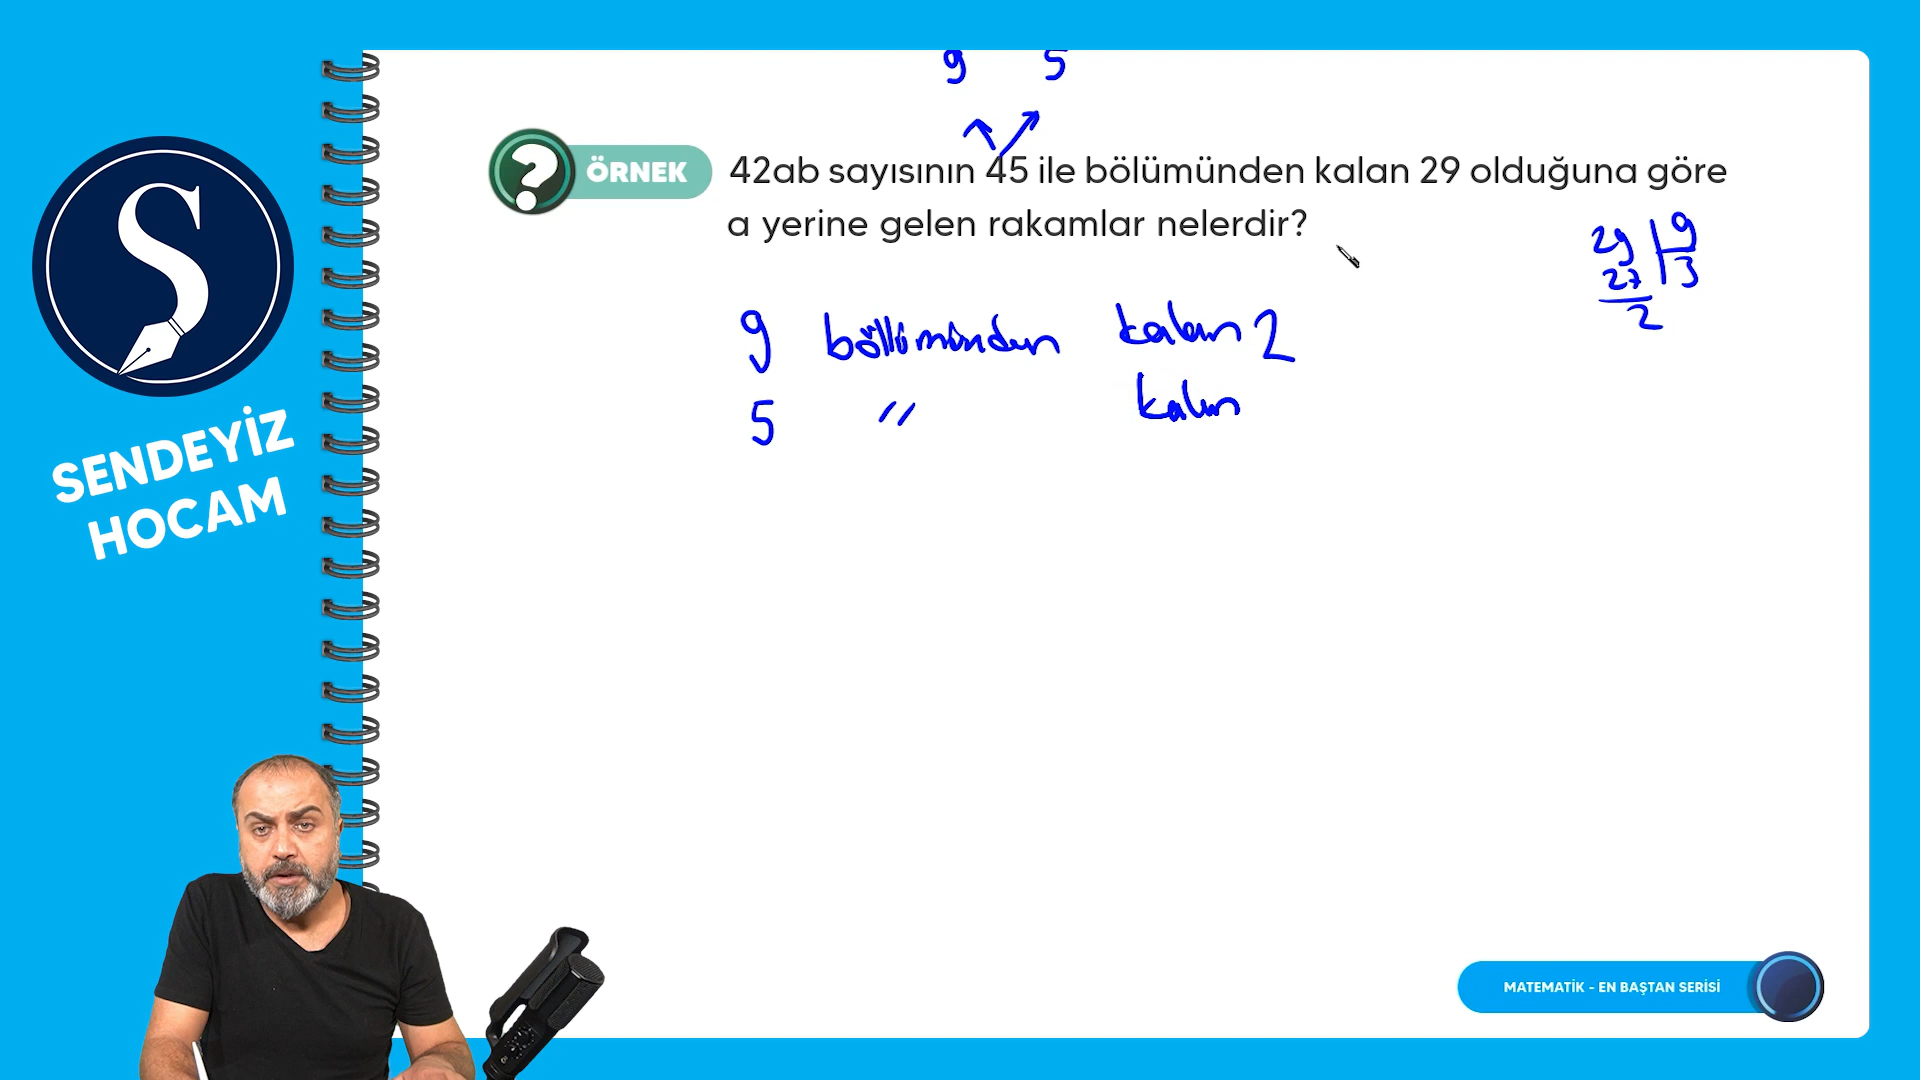 9 5
ÖRNEK 42ab sayısının 45 ile bölümünden kalan 29 olduğuna göre
a yerine gelen rakamlar nelerdir?
29 9
27 3
2
9 bölümünden kalan 2
5 " kalan
S
SENDEYİZ
HOCAM
MATEMATİK - EN BAŞTAN SERİSİ